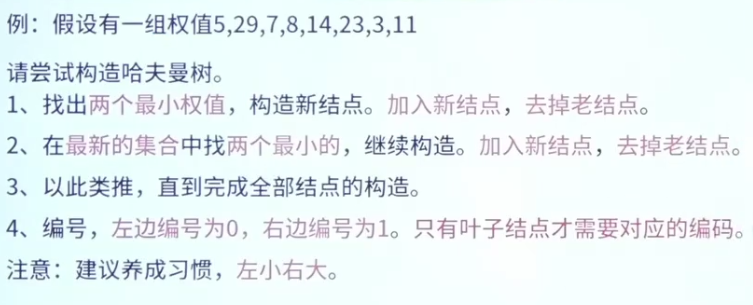 例：假设有一组权值5,29,7,8,14,23,3,11
请尝试构造哈夫曼树。
1、找出两个最小权值，构造新结点。加入新结点，去掉老结点。
2、在最新的集合中找两个最小的，继续构造。加入新结点，去掉老结点。
3、以此类推，直到完成全部结点的构造。
4、编号，左边编号为0，右边编号为1。只有叶子结点才需要对应的编码。
注意：建议养成习惯，左小右大。